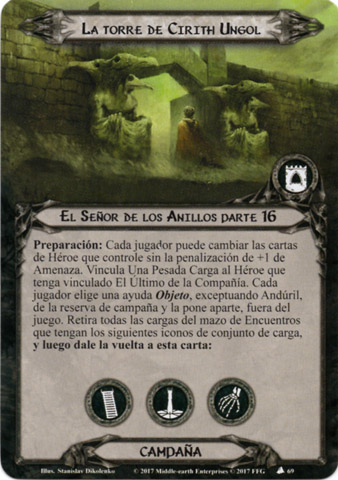 La torre de Cirith Ungol
El Señor de los Anillos parte 16
Preparación: Cada jugador puede cambiar las cartas
de Héroe que controle sin la penalización de +1 de
Amenaza. Vincula Una Pesada Carga al Héroe que
tenga vinculado El Último de la Compañía. Cada
jugador elige una ayuda Objeto, exceptuando Andúril,
de la reserva de campaña y la pone aparte, fuera del
juego. Retira todas las cargas del mazo de Encuentros
que tengan los siguientes iconos de conjunto de carga,
y luego dale la vuelta a esta carta:
CAMPAÑA
Illus. Stanislav Dikolenko
© 2017 Middle-earth Enterprises © 2017 FFG
69